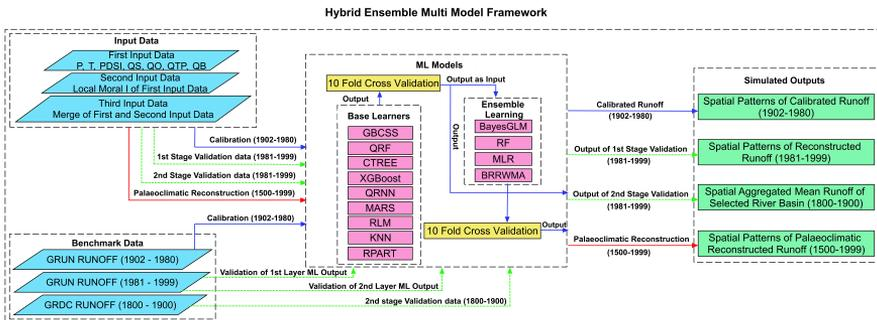 Hybrid Ensemble Multi Model Framework
Input Data
First Input Data
P, T, PDSI, QS, QO, QTP, QB
Second Input Data
Local Moral I of First Input Data
Third Input Data
Merge of First and Second Input Data
Calibration (1902-1980)
1st Stage Validation data (1981-1999)
2nd Stage Validation data (1981-1999)
Palaeoclimatic Reconstruction (1500-1999)
Calibration (1902-1980)
Benchmark Data
GRUN RUNOFF (1902 - 1980)
GRUN RUNOFF (1981 - 1999)
GRDC RUNOFF (1800 - 1900)
Validation of 1st Layer ML Output
Validation of 2nd Layer ML Output
2nd stage Validation data (1800-1900)
ML Models
10 Fold Cross Validation
Output as Input
Output
Output
Base Learners
GBCSS
QRF
CTREE
XGBoost
QRNN
MARS
RLM
KNN
RPART
Ensemble
Learning
BayesGLM
RF
MLR
BRRWMA
10 Fold Cross Validation
Output
Calibrated Runoff
(1902-1980)
Output of 1st Stage Validation
(1981-1999)
Output of 2nd Stage Validation
(1981-1999)
Palaeoclimatic Reconstruction
(1500-1999)
Simulated Outputs
Spatial Patterns of Calibrated Runoff
(1902-1980)
Spatial Patterns of Reconstructed
Runoff (1981-1999)
Spatial Aggregated Mean Runoff of
Selected River Basin (1800-1900)
Spatial Patterns of Palaeoclimatic
Reconstructed Runoff (1500-1999)